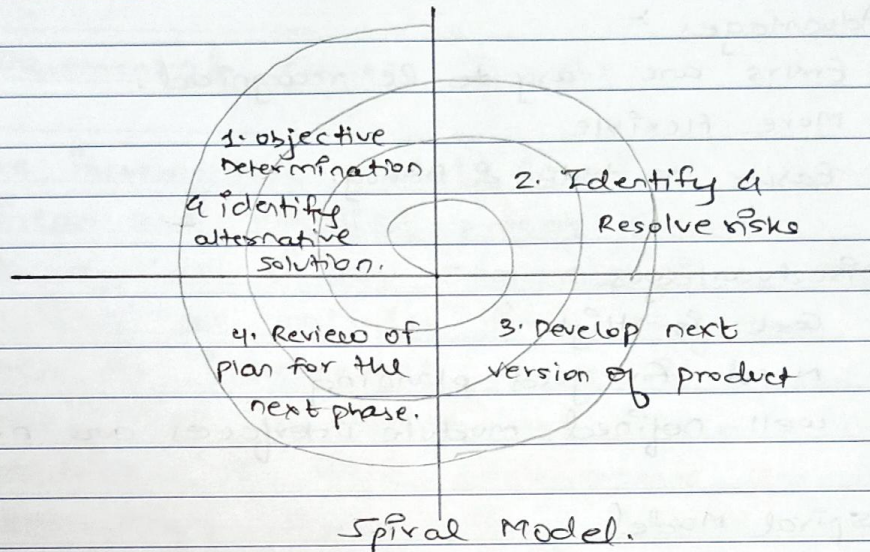 1. objective
Determination
& identify
alternative
solution.
2. Identify &
Resolve risks
4. Review of
plan for the
next phase.
3. Develop next
version of product
Spiral Model.